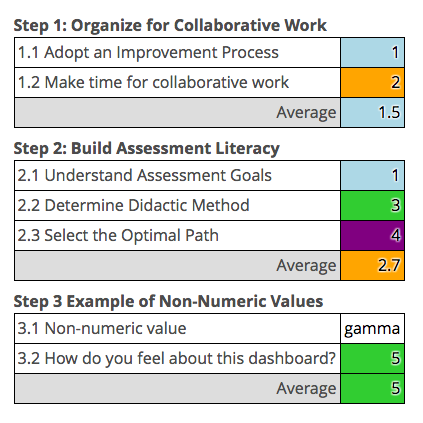 Step 1: Organize for Collaborative Work
1.1 Adopt an Improvement Process 1
1.2 Make time for collaborative work 2
Average 1.5
Step 2: Build Assessment Literacy
2.1 Understand Assessment Goals 1
2.2 Determine Didactic Method 3
2.3 Select the Optimal Path 4
Average 2.7
Step 3 Example of Non-Numeric Values
3.1 Non-numeric value gamma
3.2 How do you feel about this dashboard? 5
Average 5